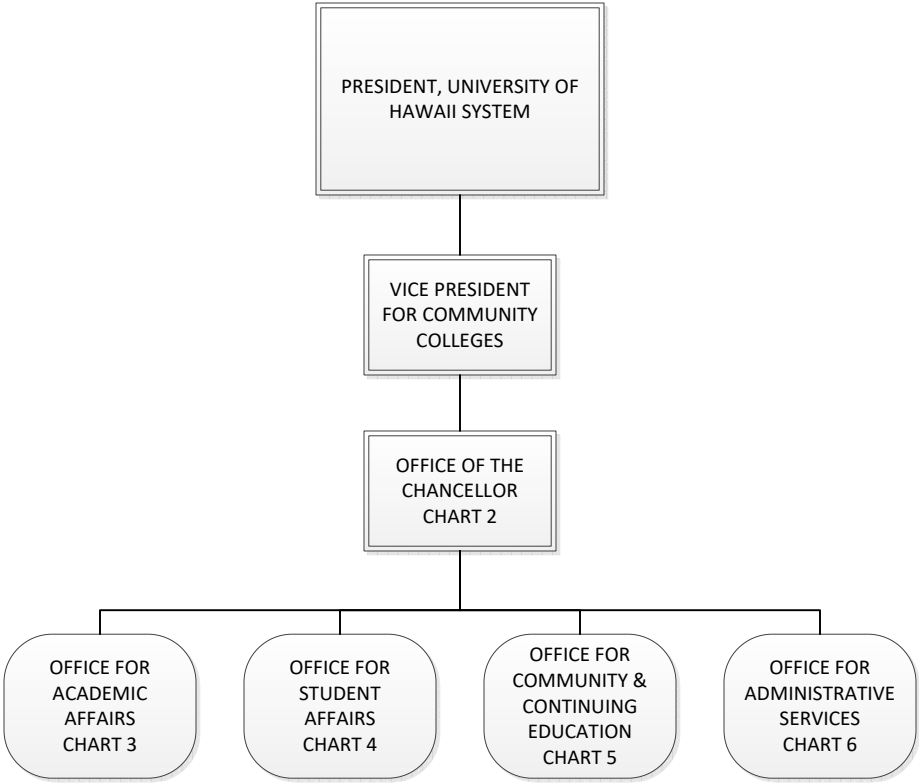 PRESIDENT, UNIVERSITY OF
HAWAII SYSTEM
VICE PRESIDENT
FOR COMMUNITY
COLLEGES
OFFICE OF THE
CHANCELLOR
CHART 2
OFFICE FOR
ACADEMIC
AFFAIRS
CHART 3
OFFICE FOR
STUDENT
AFFAIRS
CHART 4
OFFICE FOR
COMMUNITY &
CONTINUING
EDUCATION
CHART 5
OFFICE FOR
ADMINISTRATIVE
SERVICES
CHART 6